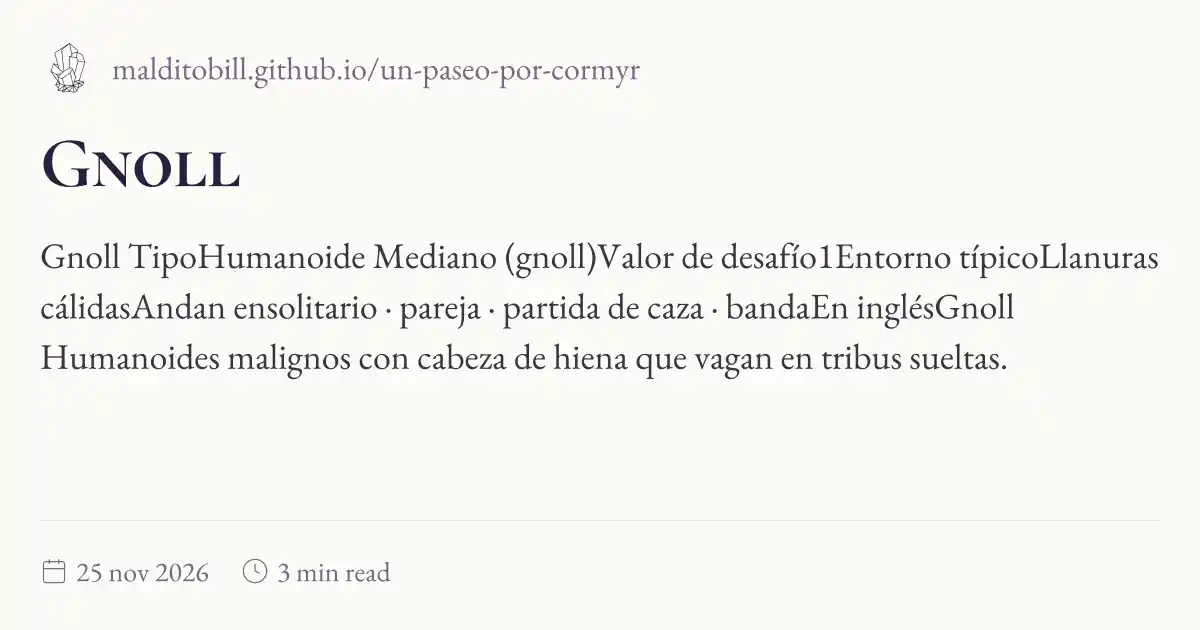 malditobill.github.io/un-paseo-por-cormyr
Gnoll
Gnoll TipoHumanoide Mediano (gnoll)Valor de desafío1Entorno típicoLlanuras
cálidasAndan ensolitario · pareja · partida de caza · bandaEn inglésGnoll
Humanoides malignos con cabeza de hiena que vagan en tribus sueltas.
25 nov 2026
3 min read